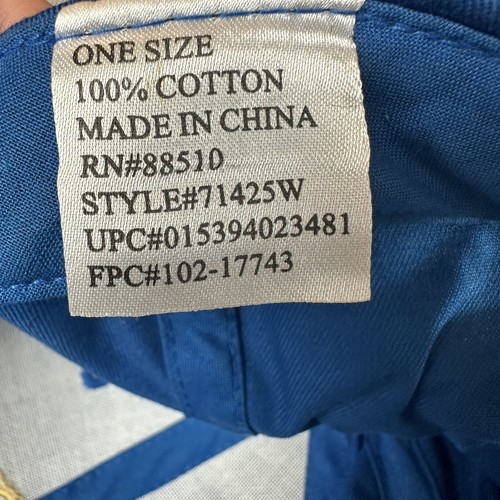 ONE SIZE
100% COTTON
MADE IN CHINA
RN#88510
STYLE#71425W
UPC#015394023481
FPC#102-17743